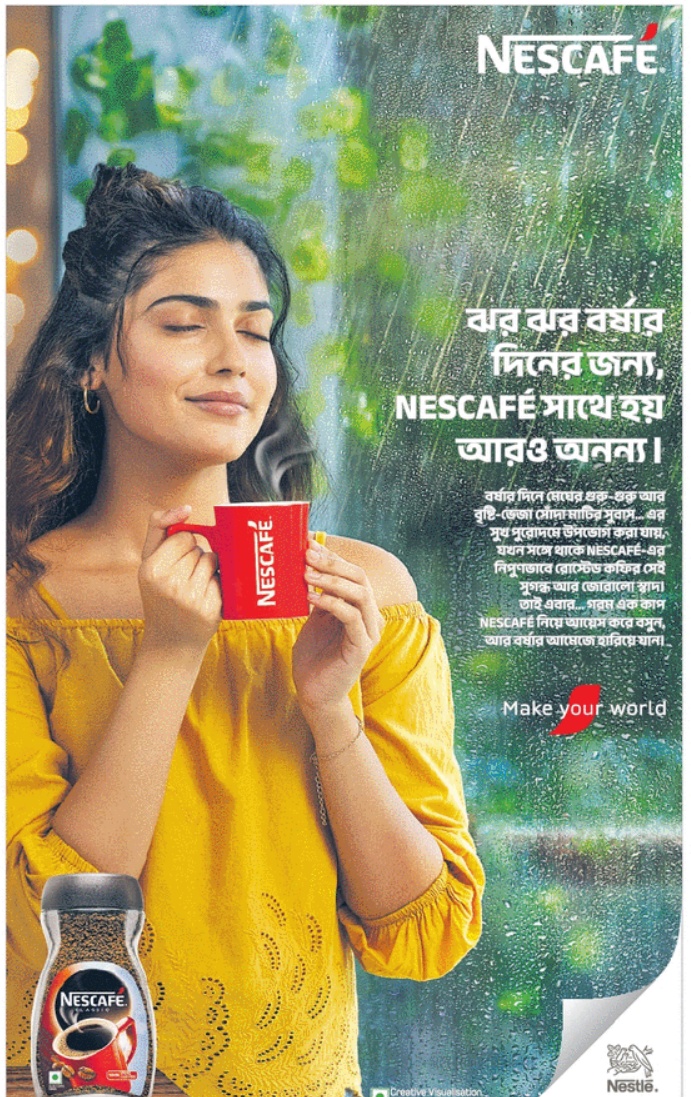 NESCAFÉ
ঝর ঝর বর্ষার
দিনের জন্য,
NESCAFÉ সাথে হয়
আরও অনন্য।
বর্ষার দিনে মেঘের গুরু-গুরু আর
বৃষ্টি-ভেজা সোঁদা মাটির সুবাস... এর
সুখ পুরোদমে উপভোগ করা যায়,
যখন সঙ্গে থাকে NESCAFÉ-এর
নিপুণভাবে রোস্টেড কফির সেই
সুগন্ধ আর জোরালো স্বাদ!
তাই এবার... গরম এক কাপ
NESCAFÉ নিয়ে আয়েস করে বসুন,
আর বর্ষার আমেজে হারিয়ে যান।
NESCAFÉ
Make your world
NESCAFÉ
CLASSIC
Creative Visualisation
Nestlé